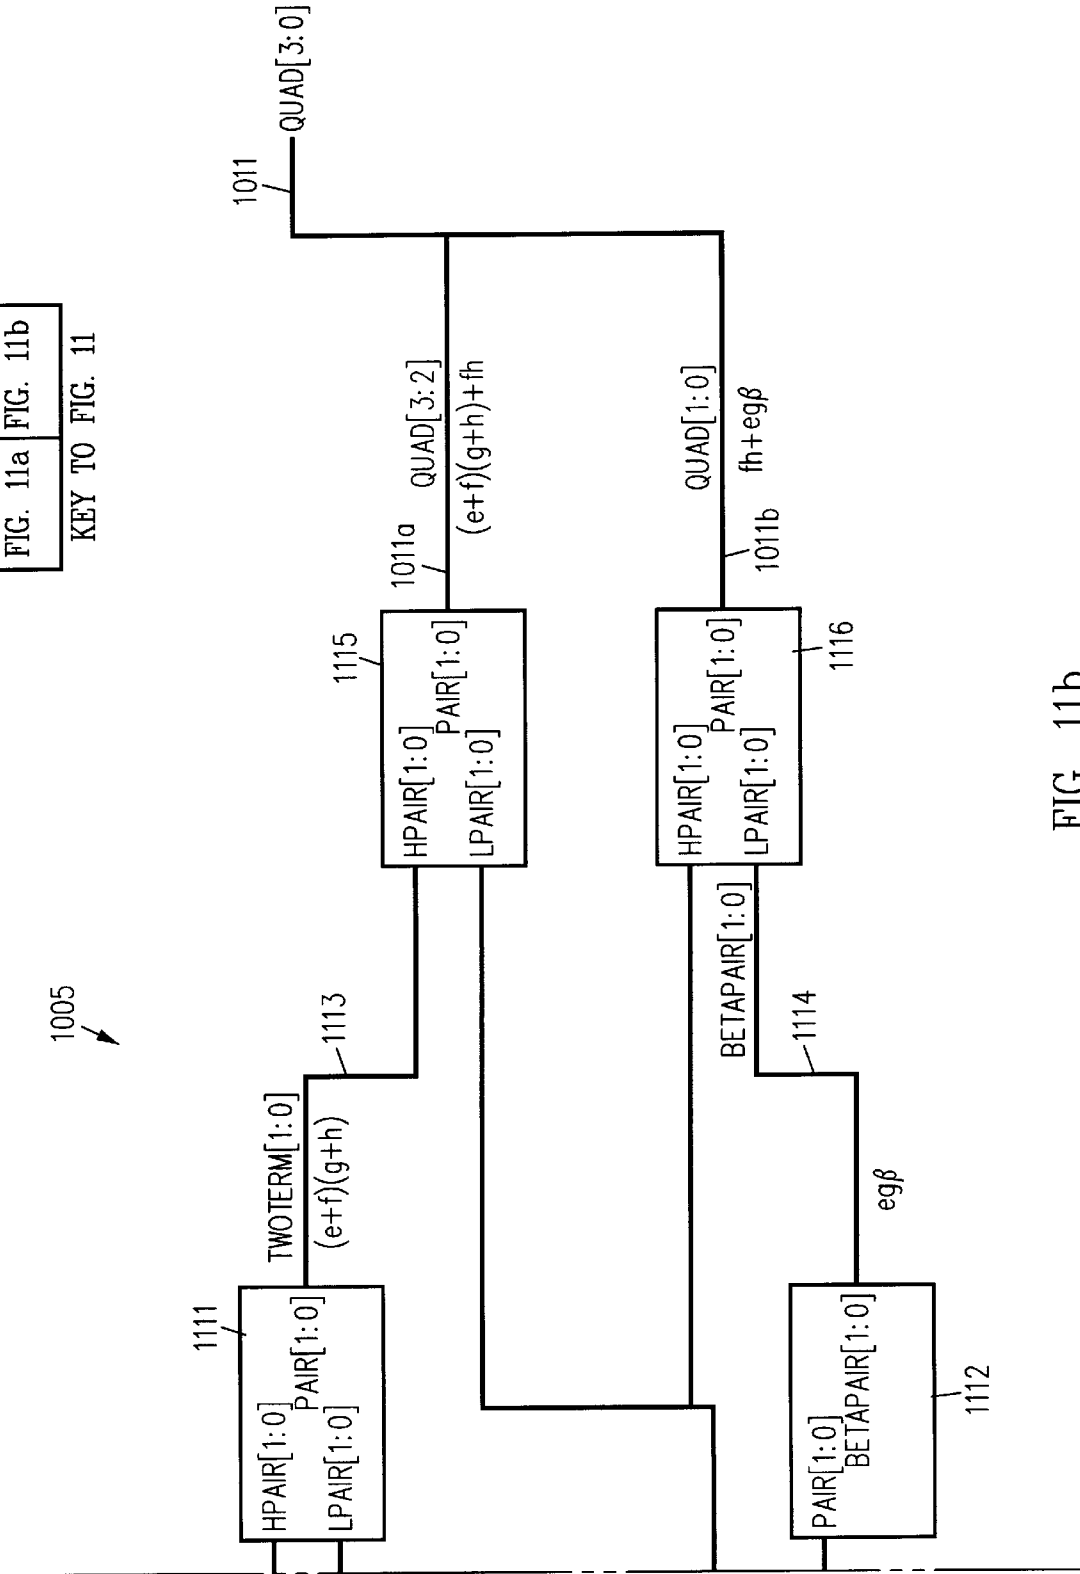 FIG. 11a
FIG. 11b
KEY TO FIG. 11
1005
1111
HPAIR[1:0]
PAIR[1:0]
LPAIR[1:0]
TWOTERM[1:0]
(e+f)(g+h)
1113
1115
HPAIR[1:0]
PAIR[1:0]
LPAIR[1:0]
1011a
QUAD[3:2]
(e+f)(g+h)+fh
1011
QUAD[3:0]
PAIR[1:0]
BETAPAIR[1:0]
1112
egβ
1114
BETAPAIR[1:0]
HPAIR[1:0]
PAIR[1:0]
LPAIR[1:0]
1116
1011b
QUAD[1:0]
fh+egβ
FIG. 11b